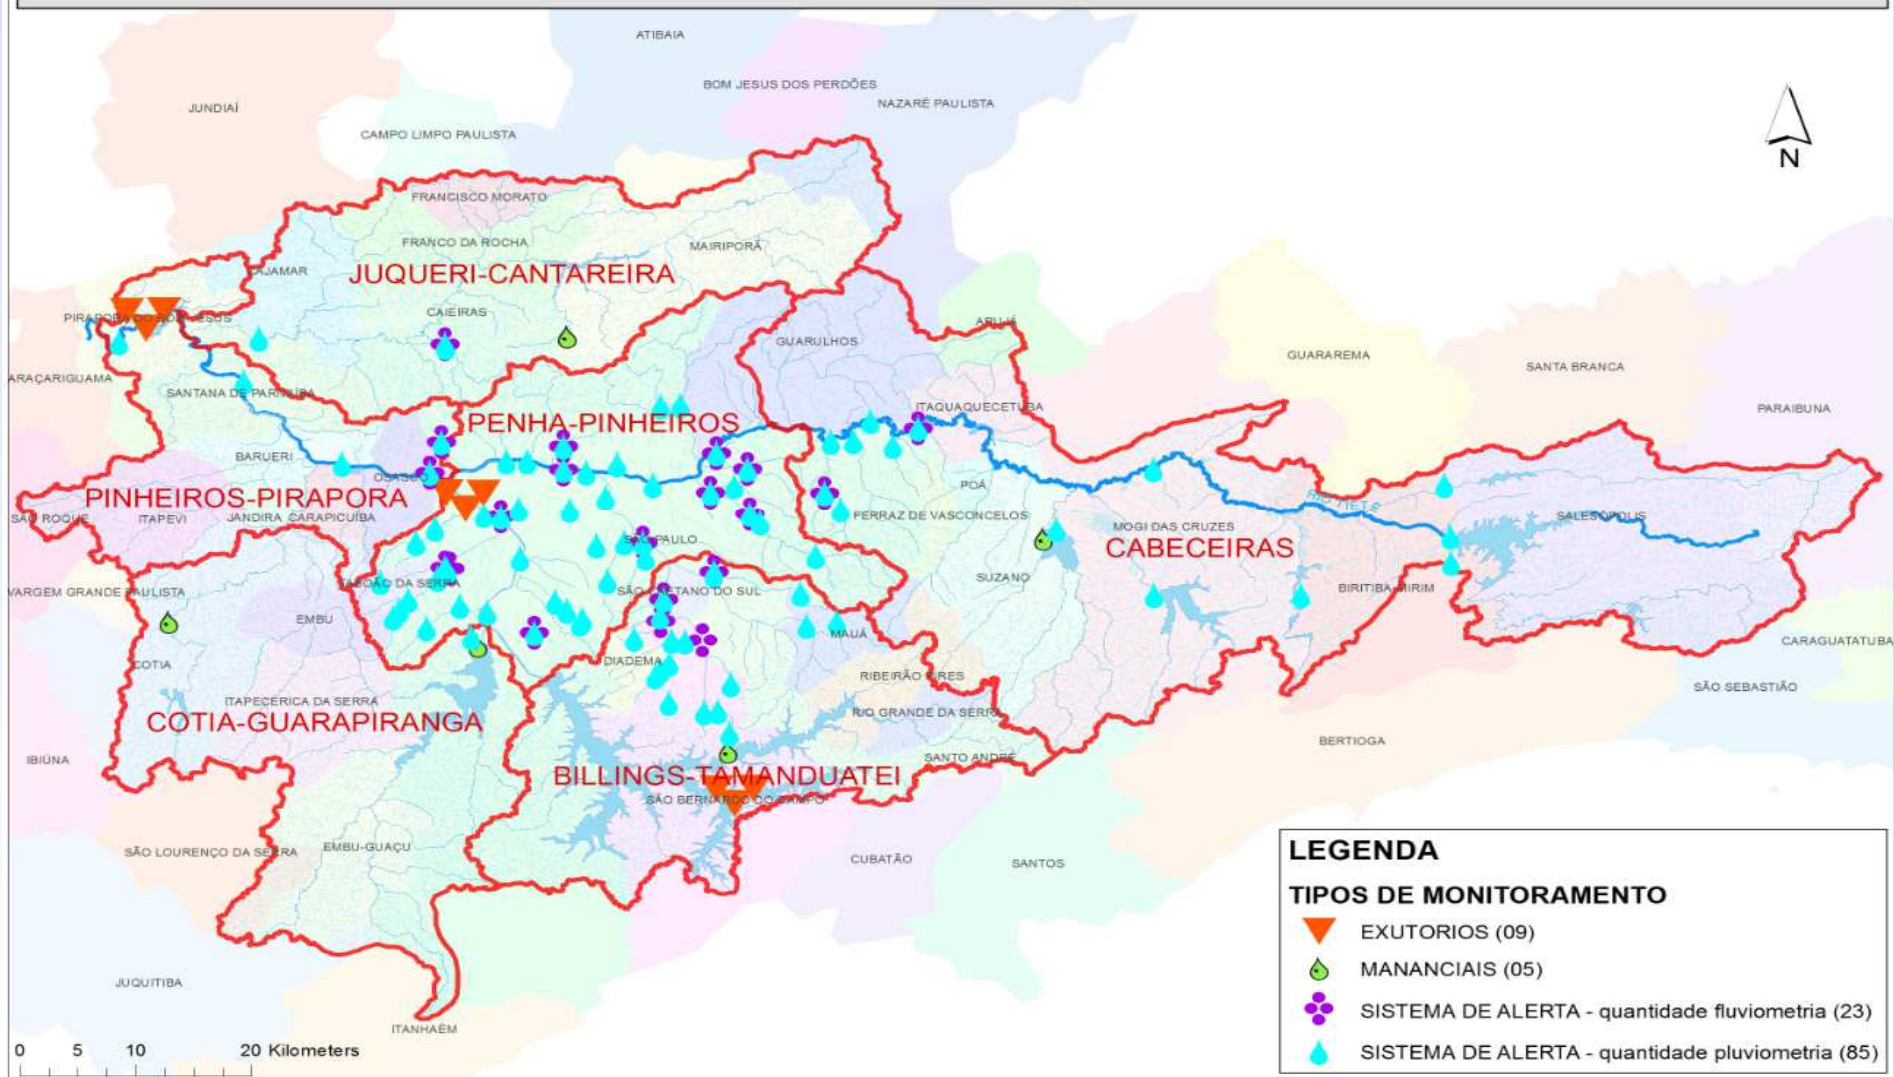 ATIBAIA
BOM JESUS DOS PERDÕES
NAZARÉ PAULISTA
JUNDIAÍ
CAMPO LIMPO PAULISTA
N
FRANCISCO MORATO
FRANCO DA ROCHA
MAIRIPORÃ
CAJAMAR
JUQUERI-CANTAREIRA
CAIEIRAS
PIRAPORA DO BOM JESUS
ARUJÁ
GUARULHOS
GUARAREMA
SANTA BRANCA
ARAÇARIGUAMA
SANTANA DE PARNAÍBA
ITAQUAQUECETUBA
PARAIBUNA
PENHA-PINHEIROS
BARUERI
OSASCO
POÁ
PINHEIROS-PIRAPORA
RIO TIETÊ
SÃO ROQUE
ITAPEVI
JANDIRA
CARAPICUÍBA
FERRAZ DE VASCONCELOS
SALESÓPOLIS
MOGI DAS CRUZES
SÃO PAULO
CABECEIRAS
SUZANO
TABOÃO DA SERRA
VARGEM GRANDE PAULISTA
SÃO CAETANO DO SUL
BIRITIBA-MIRIM
EMBU
MAUÁ
CARAGUATATUBA
COTIA
DIADEMA
RIBEIRÃO PIRES
SÃO SEBASTIÃO
ITAPECERICA DA SERRA
RIO GRANDE DA SERRA
COTIA-GUARAPIRANGA
BERTIOGA
IBIÚNA
SANTO ANDRÉ
BILLINGS-TAMANDUATEI
SÃO BERNARDO DO CAMPO
SÃO LOURENÇO DA SERRA
EMBU-GUAÇU
CUBATÃO
SANTOS
JUQUITIBA
ITANHAÉM
0 5 10 20 Kilometers
LEGENDA
TIPOS DE MONITORAMENTO
EXUTORIOS (09)
MANANCIAIS (05)
SISTEMA DE ALERTA - quantidade fluviometria (23)
SISTEMA DE ALERTA - quantidade pluviometria (85)